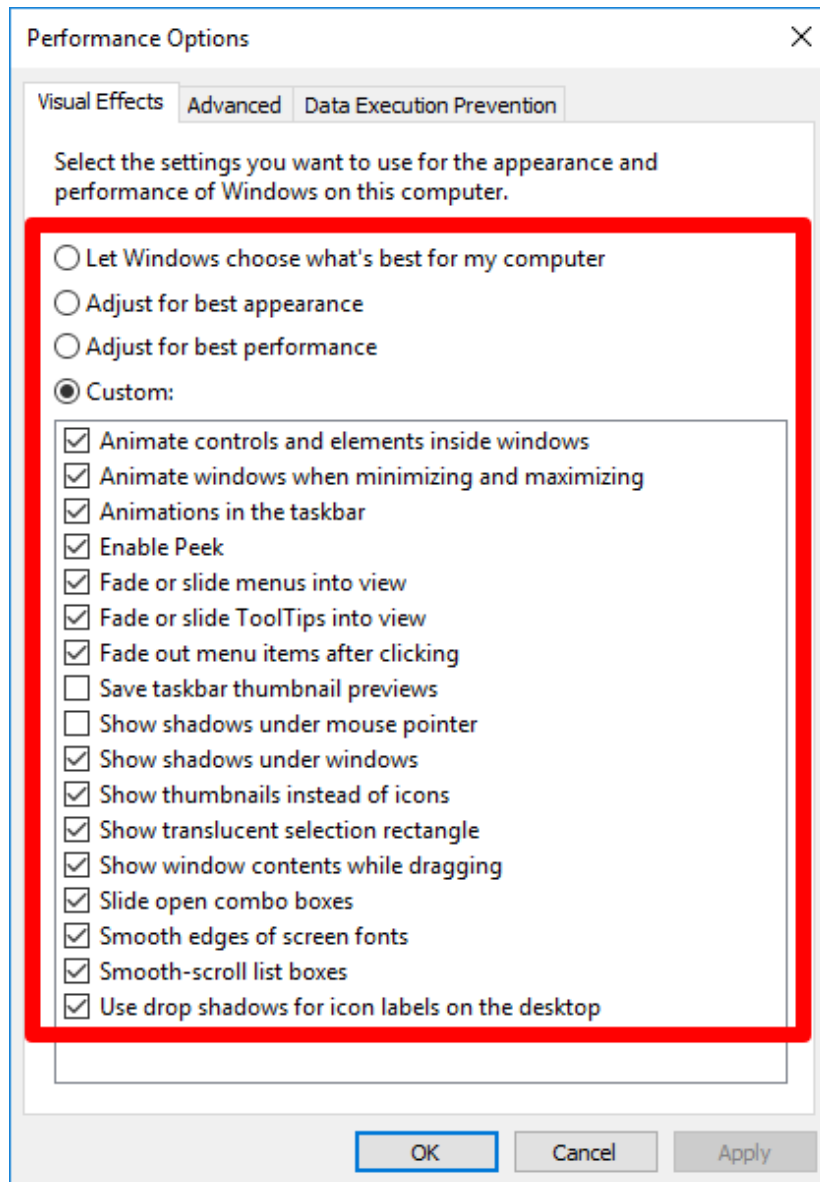 Performance Options
Visual Effects Advanced Data Execution Prevention
Select the settings you want to use for the appearance and
performance of Windows on this computer.
Let Windows choose what's best for my computer
Adjust for best appearance
Adjust for best performance
Custom:
Animate controls and elements inside windows
Animate windows when minimizing and maximizing
Animations in the taskbar
Enable Peek
Fade or slide menus into view
Fade or slide ToolTips into view
Fade out menu items after clicking
Save taskbar thumbnail previews
Show shadows under mouse pointer
Show shadows under windows
Show thumbnails instead of icons
Show translucent selection rectangle
Show window contents while dragging
Slide open combo boxes
Smooth edges of screen fonts
Smooth-scroll list boxes
Use drop shadows for icon labels on the desktop
OK Cancel Apply